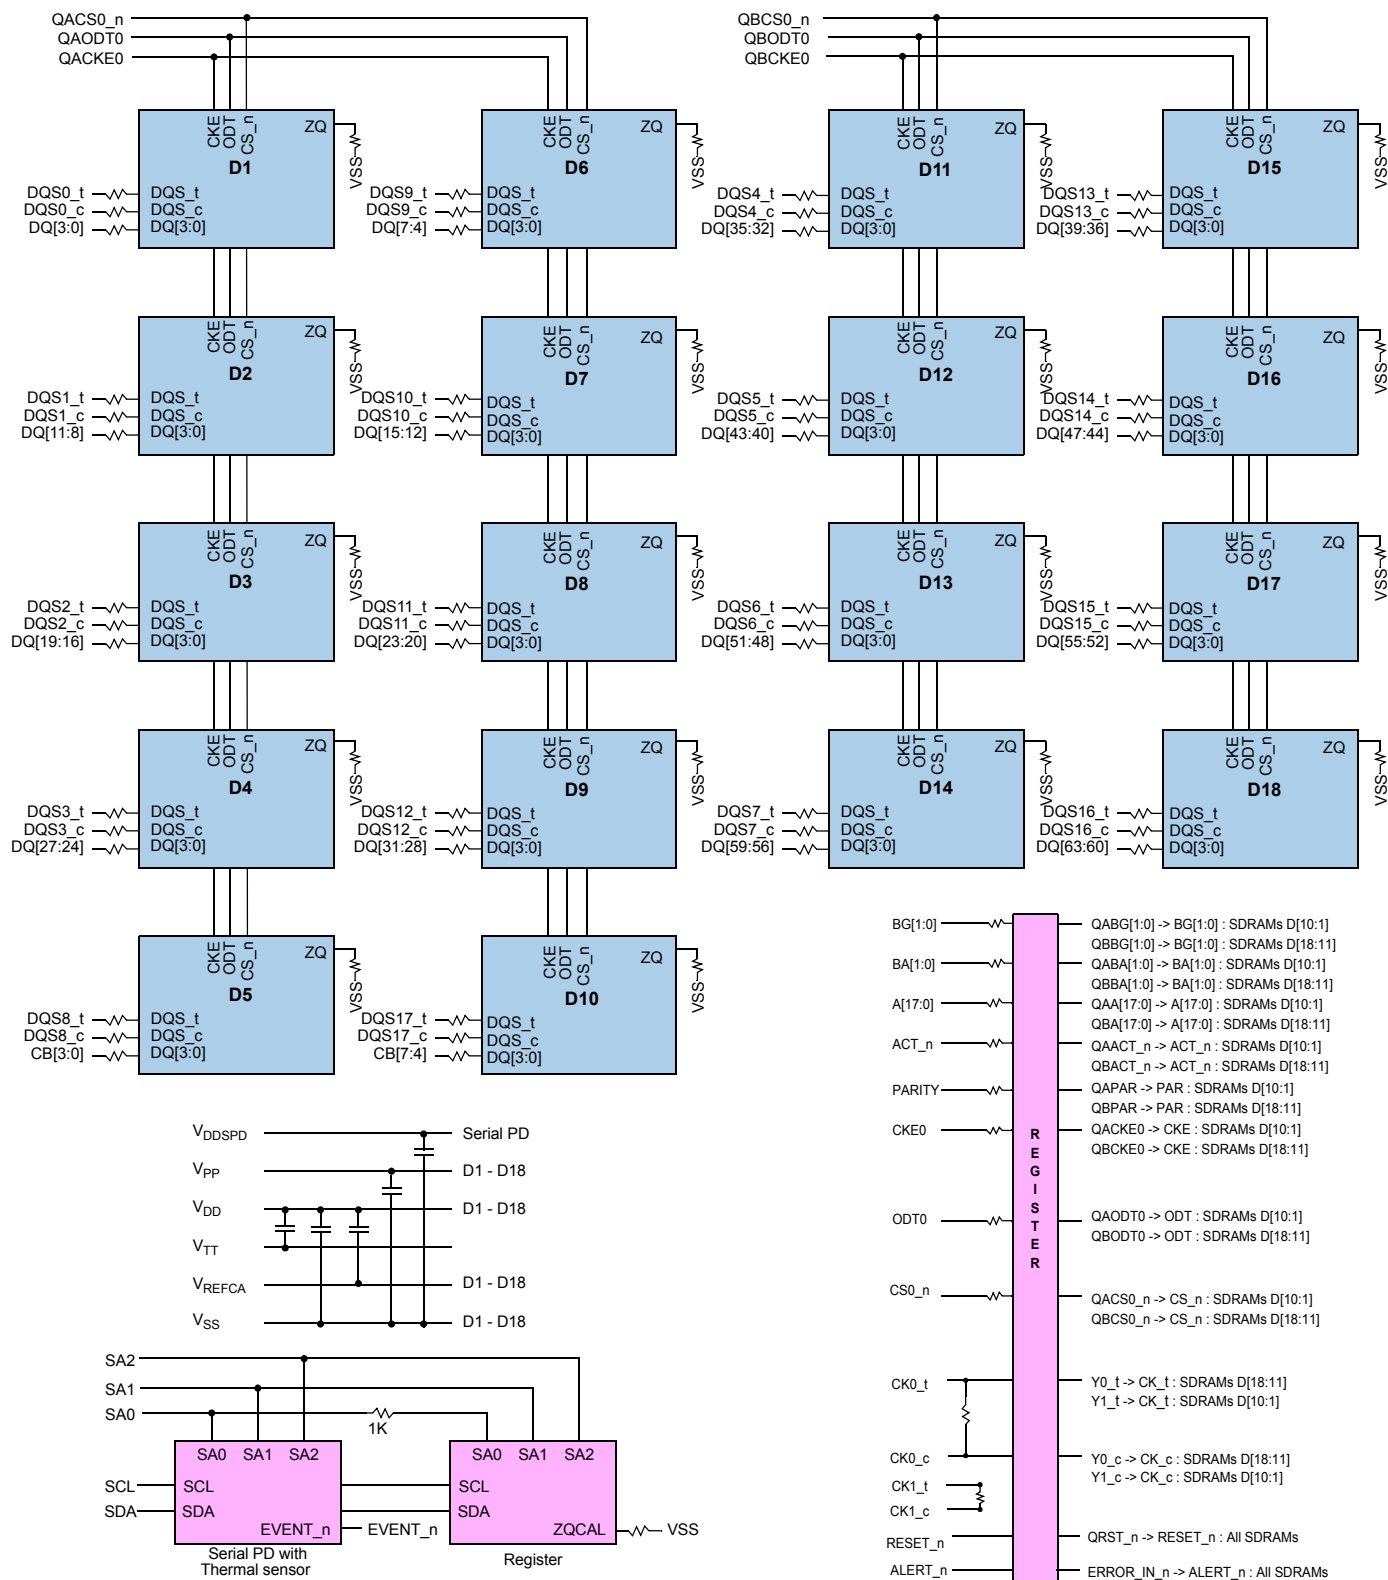 QACS0_n
QAODT0
QACKE0
QBCS0_n
QBODT0
QBCKE0
CKE ODT CS_n ZQ VSS
D1
DQS0_t DQS_t
DQS0_c DQS_c
DQ[3:0] DQ[3:0]
CKE ODT CS_n ZQ VSS
D6
DQS9_t DQS_t
DQS9_c DQS_c
DQ[7:4] DQ[3:0]
CKE ODT CS_n ZQ VSS
D11
DQS4_t DQS_t
DQS4_c DQS_c
DQ[35:32] DQ[3:0]
CKE ODT CS_n ZQ VSS
D15
DQS13_t DQS_t
DQS13_c DQS_c
DQ[39:36] DQ[3:0]
CKE ODT CS_n ZQ VSS
D2
DQS1_t DQS_t
DQS1_c DQS_c
DQ[11:8] DQ[3:0]
CKE ODT CS_n ZQ VSS
D7
DQS10_t DQS_t
DQS10_c DQS_c
DQ[15:12] DQ[3:0]
CKE ODT CS_n ZQ VSS
D12
DQS5_t DQS_t
DQS5_c DQS_c
DQ[43:40] DQ[3:0]
CKE ODT CS_n ZQ VSS
D16
DQS14_t DQS_t
DQS14_c DQS_c
DQ[47:44] DQ[3:0]
CKE ODT CS_n ZQ VSS
D3
DQS2_t DQS_t
DQS2_c DQS_c
DQ[19:16] DQ[3:0]
CKE ODT CS_n ZQ VSS
D8
DQS11_t DQS_t
DQS11_c DQS_c
DQ[23:20] DQ[3:0]
CKE ODT CS_n ZQ VSS
D13
DQS6_t DQS_t
DQS6_c DQS_c
DQ[51:48] DQ[3:0]
CKE ODT CS_n ZQ VSS
D17
DQS15_t DQS_t
DQS15_c DQS_c
DQ[55:52] DQ[3:0]
CKE ODT CS_n ZQ VSS
D4
DQS3_t DQS_t
DQS3_c DQS_c
DQ[27:24] DQ[3:0]
CKE ODT CS_n ZQ VSS
D9
DQS12_t DQS_t
DQS12_c DQS_c
DQ[31:28] DQ[3:0]
CKE ODT CS_n ZQ VSS
D14
DQS7_t DQS_t
DQS7_c DQS_c
DQ[59:56] DQ[3:0]
CKE ODT CS_n ZQ VSS
D18
DQS16_t DQS_t
DQS16_c DQS_c
DQ[63:60] DQ[3:0]
CKE ODT CS_n ZQ VSS
D5
DQS8_t DQS_t
DQS8_c DQS_c
CB[3:0] DQ[3:0]
CKE ODT CS_n ZQ VSS
D10
DQS17_t DQS_t
DQS17_c DQS_c
CB[7:4] DQ[3:0]
VDDSPD Serial PD
VPP D1 - D18
VDD D1 - D18
VTT
VREFCA D1 - D18
VSS D1 - D18
SA2
SA1
SA0
1K
SA0 SA1 SA2
SCL SCL
SDA SDA
EVENT_n EVENT_n
Serial PD with
Thermal sensor
SA0 SA1 SA2
SCL
SDA
ZQCAL VSS
Register
REGISTER
BG[1:0] QABG[1:0] -> BG[1:0] : SDRAMs D[10:1]
QBBG[1:0] -> BG[1:0] : SDRAMs D[18:11]
BA[1:0] QABA[1:0] -> BA[1:0] : SDRAMs D[10:1]
QBBA[1:0] -> BA[1:0] : SDRAMs D[18:11]
A[17:0] QAA[17:0] -> A[17:0] : SDRAMs D[10:1]
QBA[17:0] -> A[17:0] : SDRAMs D[18:11]
ACT_n QAACT_n -> ACT_n : SDRAMs D[10:1]
QBACT_n -> ACT_n : SDRAMs D[18:11]
PARITY QAPAR -> PAR : SDRAMs D[10:1]
QBPAR -> PAR : SDRAMs D[18:11]
CKE0 QACKE0 -> CKE : SDRAMs D[10:1]
QBCKE0 -> CKE : SDRAMs D[18:11]
ODT0 QAODT0 -> ODT : SDRAMs D[10:1]
QBODT0 -> ODT : SDRAMs D[18:11]
CS0_n QACS0_n -> CS_n : SDRAMs D[10:1]
QBCS0_n -> CS_n : SDRAMs D[18:11]
CK0_t Y0_t -> CK_t : SDRAMs D[18:11]
Y1_t -> CK_t : SDRAMs D[10:1]
CK0_c Y0_c -> CK_c : SDRAMs D[18:11]
Y1_c -> CK_c : SDRAMs D[10:1]
CK1_t
CK1_c
RESET_n QRST_n -> RESET_n : All SDRAMs
ALERT_n ERROR_IN_n -> ALERT_n : All SDRAMs